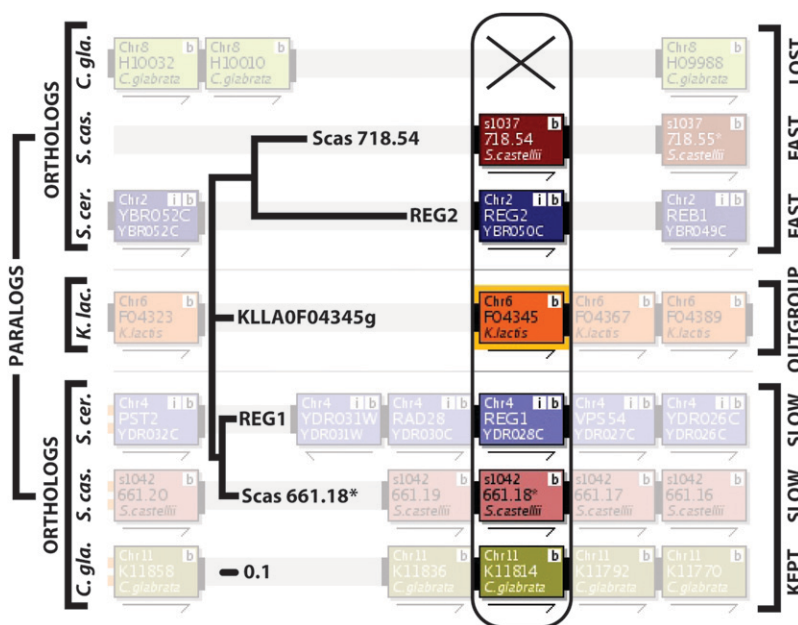 PARALOGS
ORTHOLOGS
ORTHOLOGS
C. gla.
S. cas.
S. cer.
K. lac.
S. cer.
S. cas.
C. gla.
Chr8 b
H10032
C.glabrata
Chr8 b
H10010
C.glabrata
Chr8 b
H09988
C.glabrata
LOST
Scas 718.54
s1037 b
718.54
S.castellii
s1037 b
718.55*
S.castellii
FAST
Chr2 i b
YBR052C
YBR052C
REG2
Chr2 i b
REG2
YBR050C
Chr2 i b
REB1
YBR049C
FAST
Chr6 b
F04323
K.lactis
KLLA0F04345g
Chr6 b
F04345
K.lactis
Chr6 b
F04367
K.lactis
Chr6 b
F04389
K.lactis
OUTGROUP
Chr4 i b
PST2
YDR032C
REG1
Chr4 i b
YDR031W
YDR031W
Chr4 i b
RAD28
YDR030C
Chr4 i b
REG1
YDR028C
Chr4 i b
VPS54
YDR027C
Chr4 i b
YDR026C
YDR026C
SLOW
s1042 b
661.20
S.castellii
Scas 661.18*
s1042 b
661.19
S.castellii
s1042 b
661.18*
S.castellii
s1042 b
661.17
S.castellii
s1042 b
661.16
S.castellii
SLOW
Chr11 b
K11858
C.glabrata
0.1
Chr11 b
K11836
C.glabrata
Chr11 b
K11814
C.glabrata
Chr11 b
K11792
C.glabrata
Chr11 b
K11770
C.glabrata
KEPT